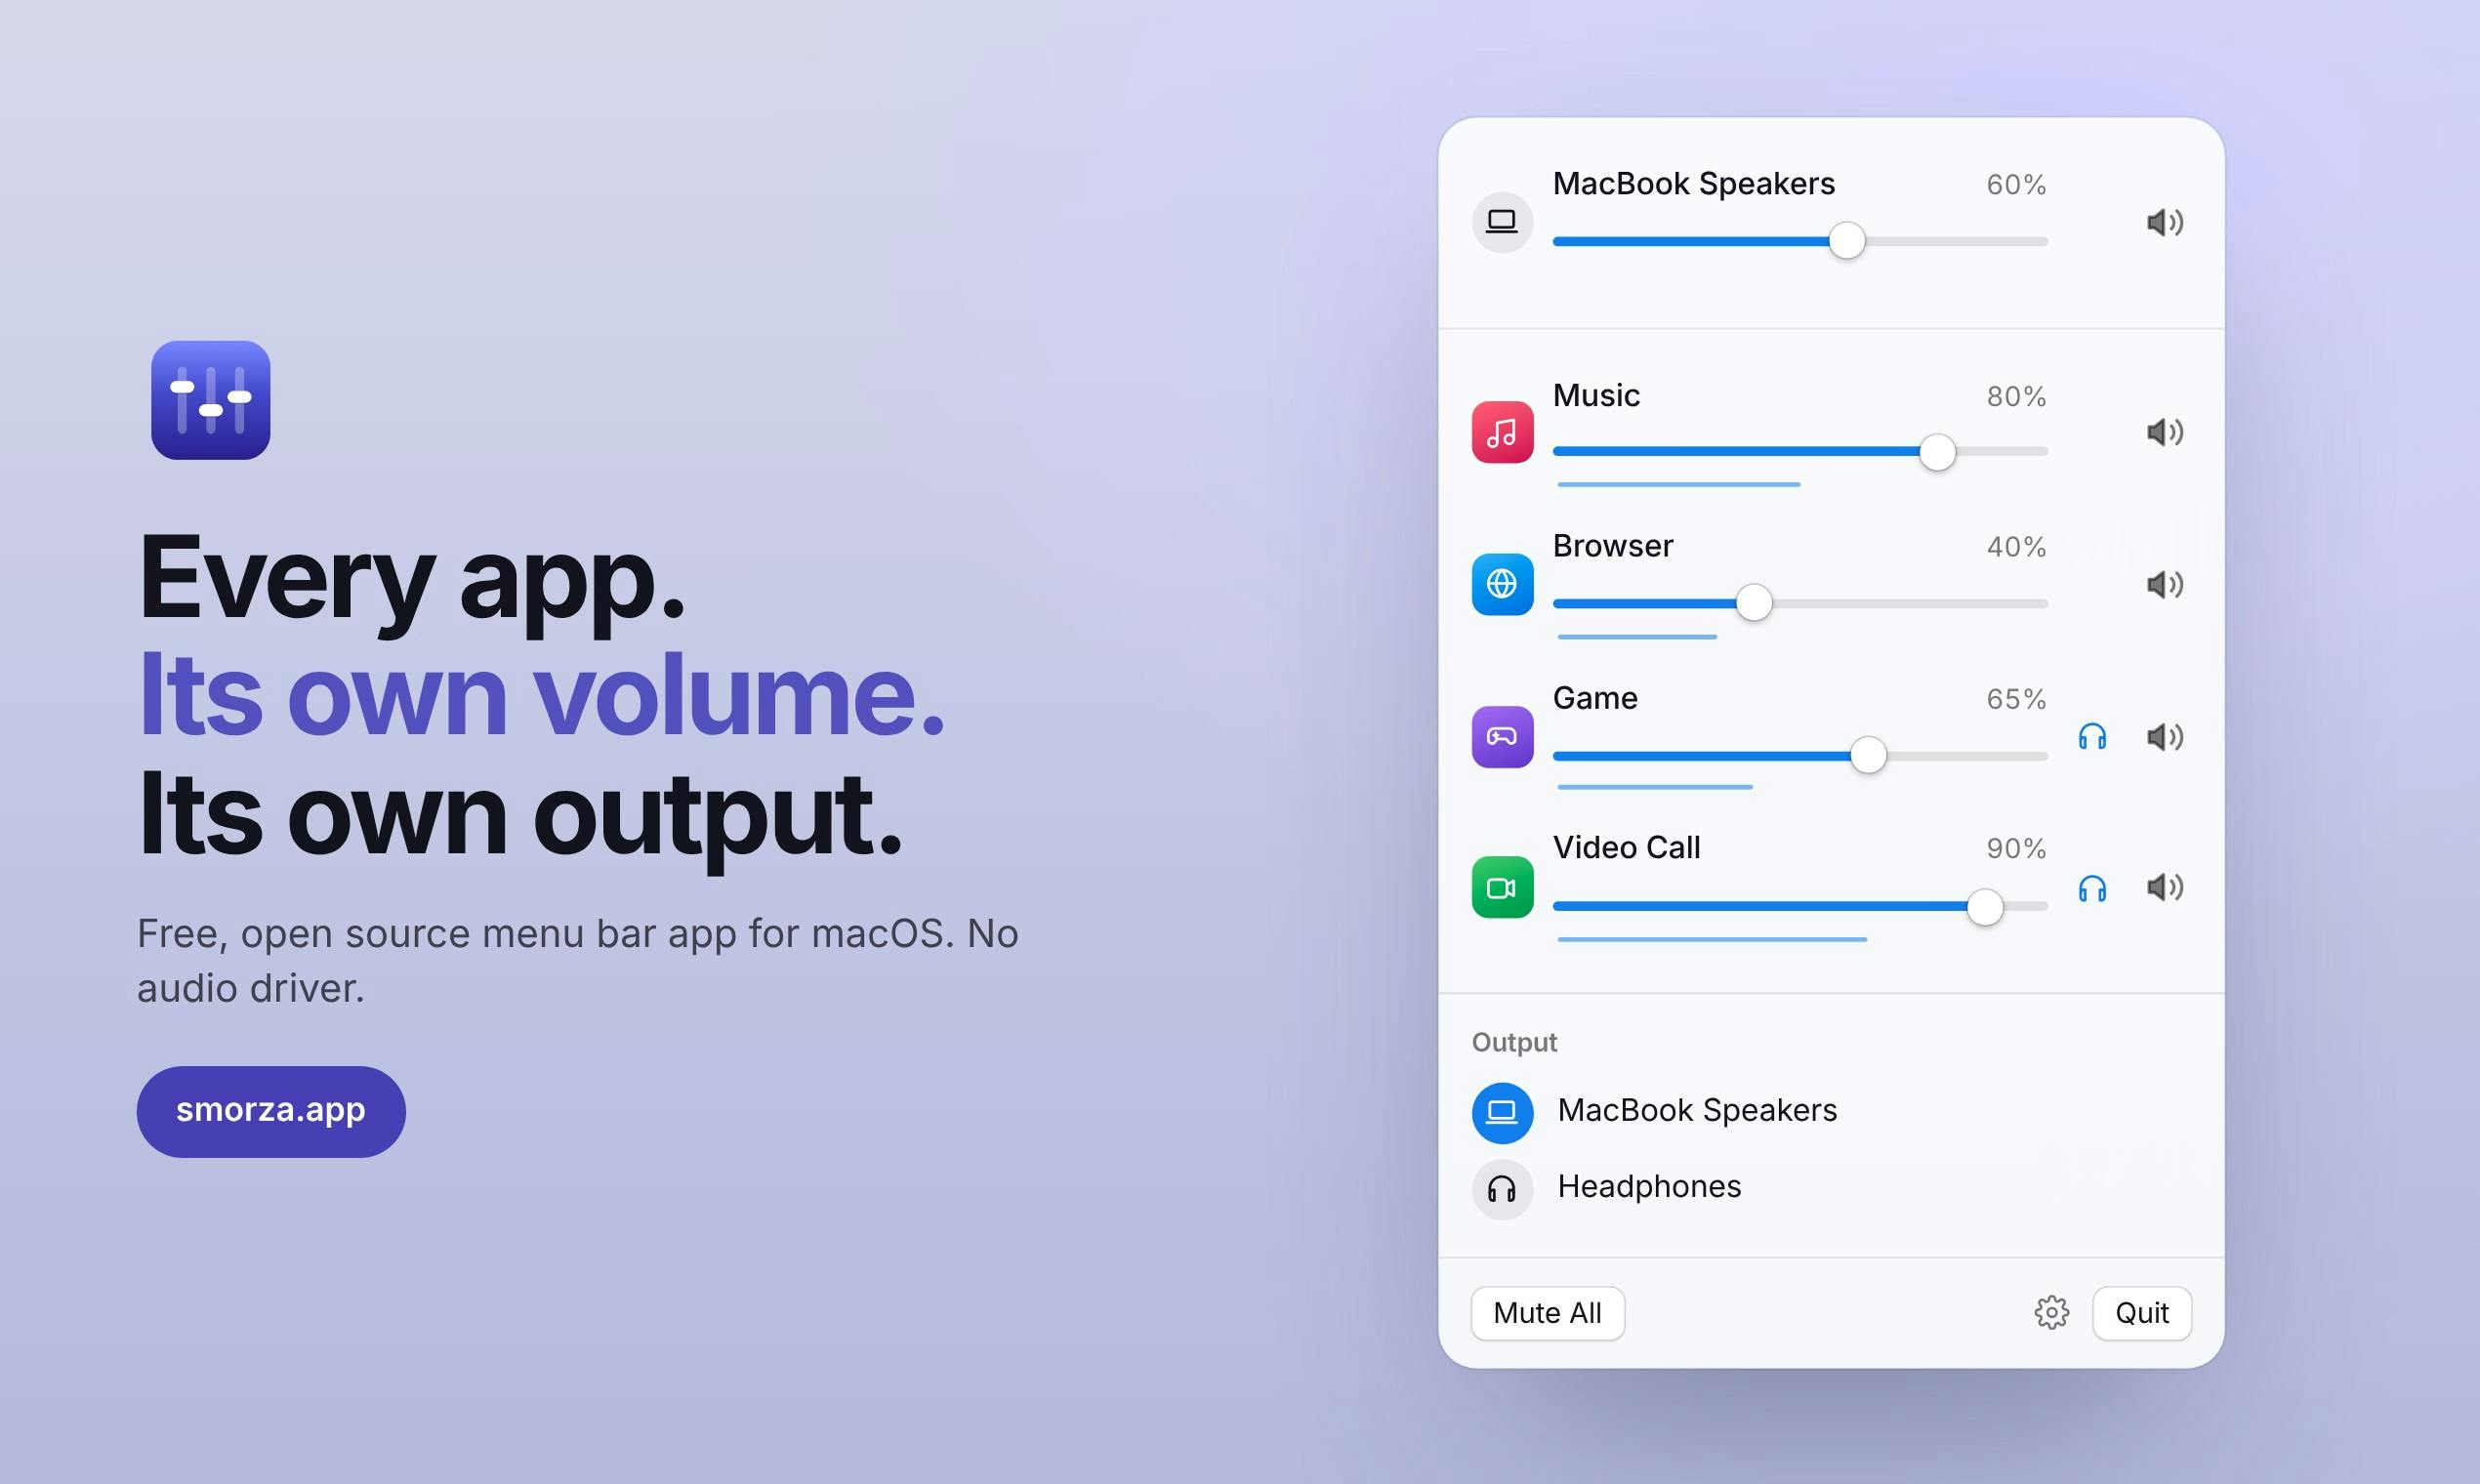 Every app.
Its own volume.
Its own output.
Free, open source menu bar app for macOS. No
audio driver.
smorza.app
MacBook Speakers 60%
Music 80%
Browser 40%
Game 65%
Video Call 90%
Output
MacBook Speakers
Headphones
Mute All Quit